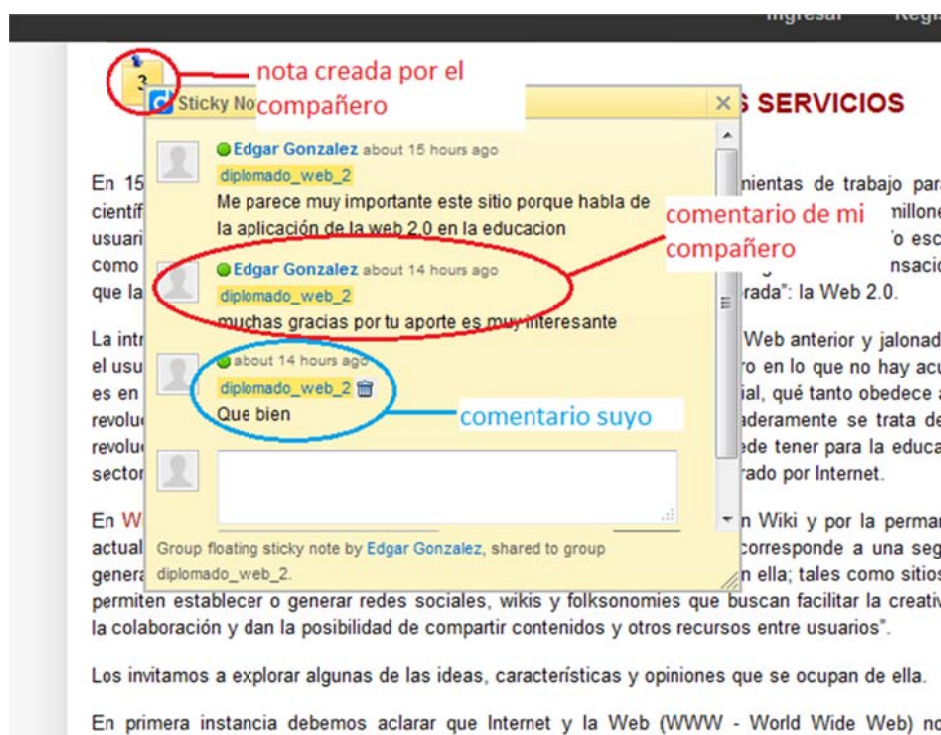 Ingresar
3
nota creada por el
compañero
Sticky No
S SERVICIOS
Edgar Gonzalez about 15 hours ago
diplomado_web_2
Me parece muy importante este sitio porque habla de
la aplicación de la web 2.0 en la educacion
Edgar Gonzalez about 14 hours ago
diplomado_web_2
muchas gracias por tu aporte es muy interesante
comentario de mi
compañero
about 14 hours ago
diplomado_web_2
Que bien
comentario suyo
Group floating sticky note by Edgar Gonzalez, shared to group
diplomado_web_2.
En 15 mientas de trabajo para
científ millone
usuari o esc
como nsació
que la rada”: la Web 2.0.
La intr Web anterior y jalonad
el usu ro en lo que no hay acu
es en ial, qué tanto obedece a
revolu aderamente se trata de
revolu ede tener para la educa
sector rado por Internet.
En Wi n Wiki y por la perman
actual corresponde a una seg
genera n ella; tales como sitios
permiten establecer o generar redes sociales, wikis y folksonomies que buscan facilitar la creativ
la colaboración y dan la posibilidad de compartir contenidos y otros recursos entre usuarios”.
Los invitamos a explorar algunas de las ideas, características y opiniones que se ocupan de ella.
En primera instancia debemos aclarar que Internet y la Web (WWW - World Wide Web) no